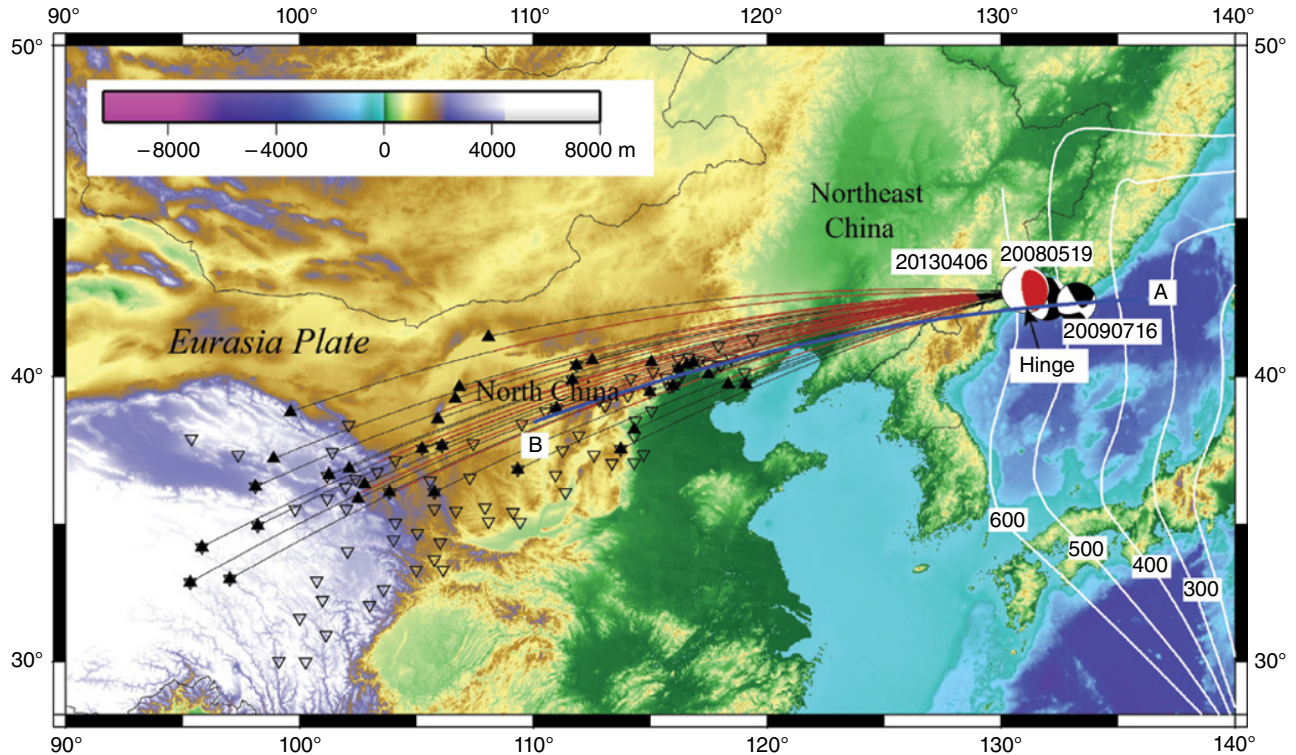 90° 100° 110° 120° 130° 140°
50° 50°
−8000 −4000 0 4000 8000 m
Northeast
China
20130406 20080519
A
20090716
Eurasia Plate
Hinge
40° 40°
North China
B
600
500
400
300
30° 30°
90° 100° 110° 120° 130° 140°